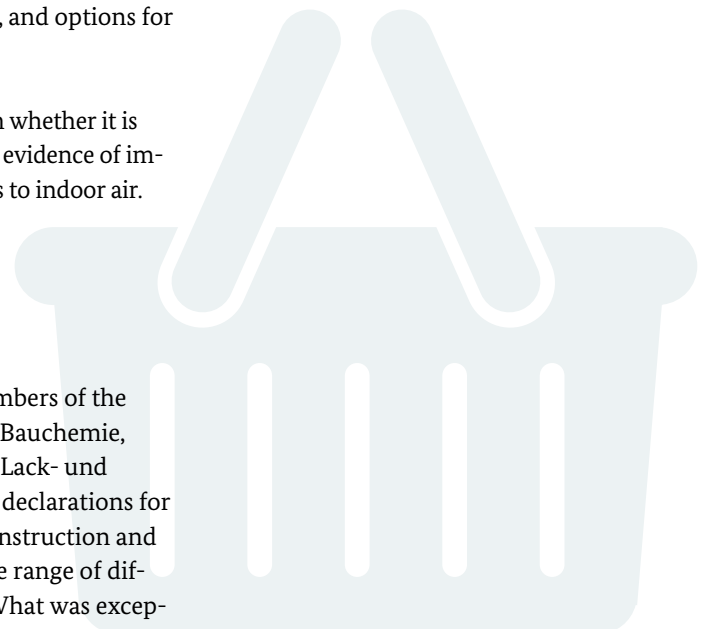 , and options for
whether it is
evidence of im-
to indoor air.
mbers of the
Bauchemie,
Lack- und
declarations for
nstruction and
range of dif-
What was excep-